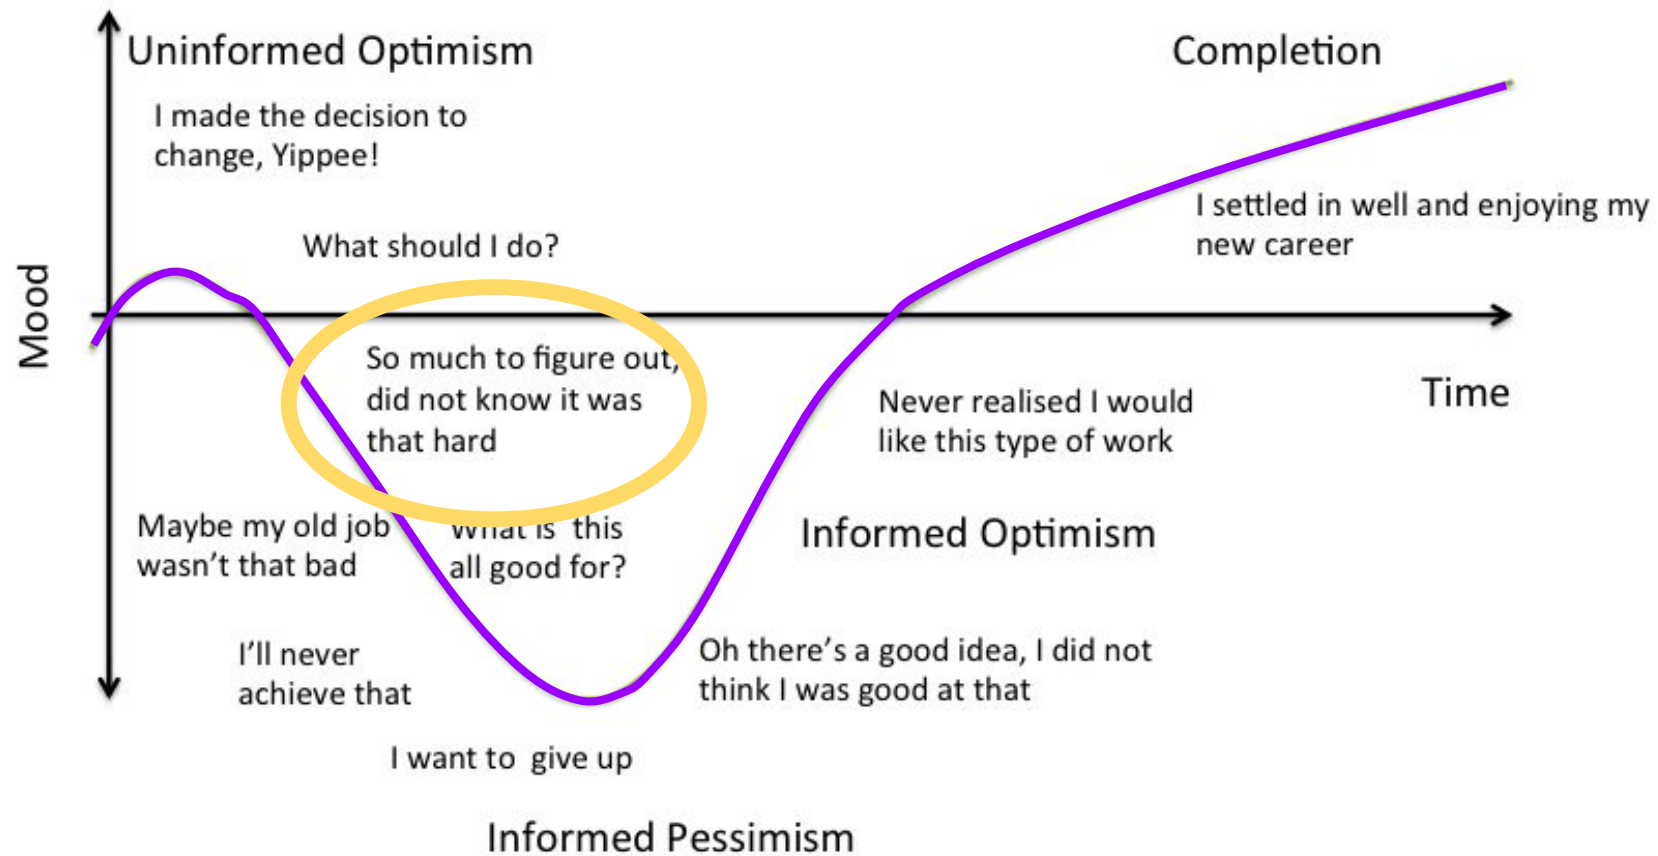 Uninformed Optimism
Completion
I made the decision to
change, Yippee!
I settled in well and enjoying my
new career
What should I do?
Mood
So much to figure out,
did not know it was
that hard
Time
Never realised I would
like this type of work
Maybe my old job
wasn't that bad
What is  this
all good for?
Informed Optimism
I'll never
achieve that
Oh there's a good idea, I did not
think I was good at that
I want to  give up
Informed Pessimism